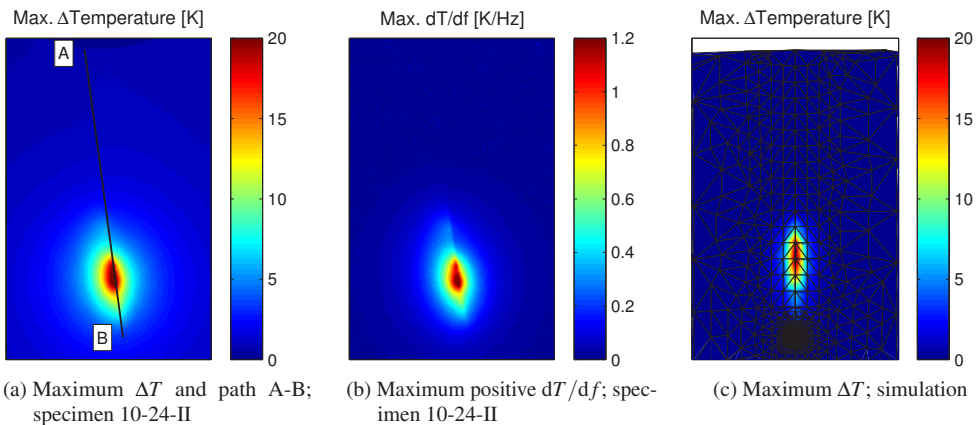 Max. ΔTemperature [K]
A
B
20
15
10
5
0
Max. dT/df [K/Hz]
1.2
1
0.8
0.6
0.4
0.2
0
Max. ΔTemperature [K]
20
15
10
5
0
(a) Maximum ΔT and path A-B;
specimen 10-24-II
(b) Maximum positive dT/df; spec-
imen 10-24-II
(c) Maximum ΔT; simulation